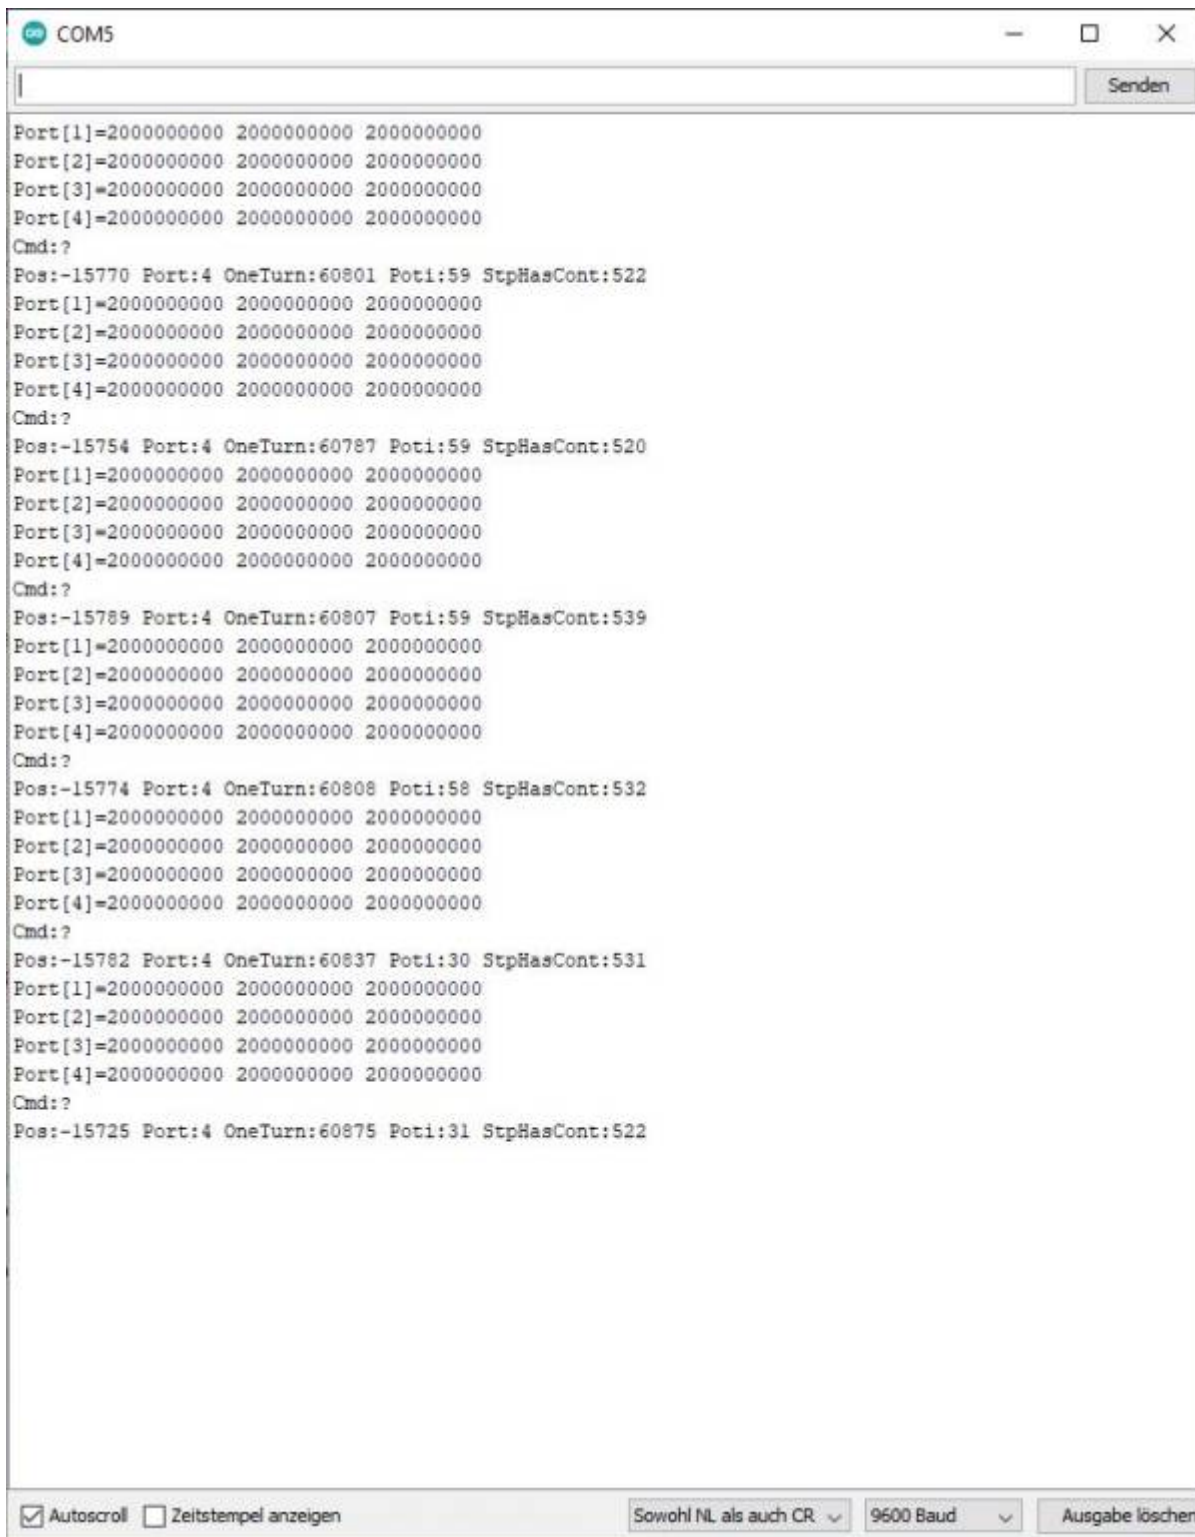 COM5
Senden
Port[1]=2000000000 2000000000 2000000000
Port[2]=2000000000 2000000000 2000000000
Port[3]=2000000000 2000000000 2000000000
Port[4]=2000000000 2000000000 2000000000
Cmd:?
Pos:-15770 Port:4 OneTurn:60801 Poti:59 StpHasCont:522
Port[1]=2000000000 2000000000 2000000000
Port[2]=2000000000 2000000000 2000000000
Port[3]=2000000000 2000000000 2000000000
Port[4]=2000000000 2000000000 2000000000
Cmd:?
Pos:-15754 Port:4 OneTurn:60787 Poti:59 StpHasCont:520
Port[1]=2000000000 2000000000 2000000000
Port[2]=2000000000 2000000000 2000000000
Port[3]=2000000000 2000000000 2000000000
Port[4]=2000000000 2000000000 2000000000
Cmd:?
Pos:-15789 Port:4 OneTurn:60807 Poti:59 StpHasCont:539
Port[1]=2000000000 2000000000 2000000000
Port[2]=2000000000 2000000000 2000000000
Port[3]=2000000000 2000000000 2000000000
Port[4]=2000000000 2000000000 2000000000
Cmd:?
Pos:-15774 Port:4 OneTurn:60808 Poti:58 StpHasCont:532
Port[1]=2000000000 2000000000 2000000000
Port[2]=2000000000 2000000000 2000000000
Port[3]=2000000000 2000000000 2000000000
Port[4]=2000000000 2000000000 2000000000
Cmd:?
Pos:-15782 Port:4 OneTurn:60837 Poti:30 StpHasCont:531
Port[1]=2000000000 2000000000 2000000000
Port[2]=2000000000 2000000000 2000000000
Port[3]=2000000000 2000000000 2000000000
Port[4]=2000000000 2000000000 2000000000
Cmd:?
Pos:-15725 Port:4 OneTurn:60875 Poti:31 StpHasCont:522
Autoscroll Zeitstempel anzeigen Sowohl NL als auch CR 9600 Baud Ausgabe löschen